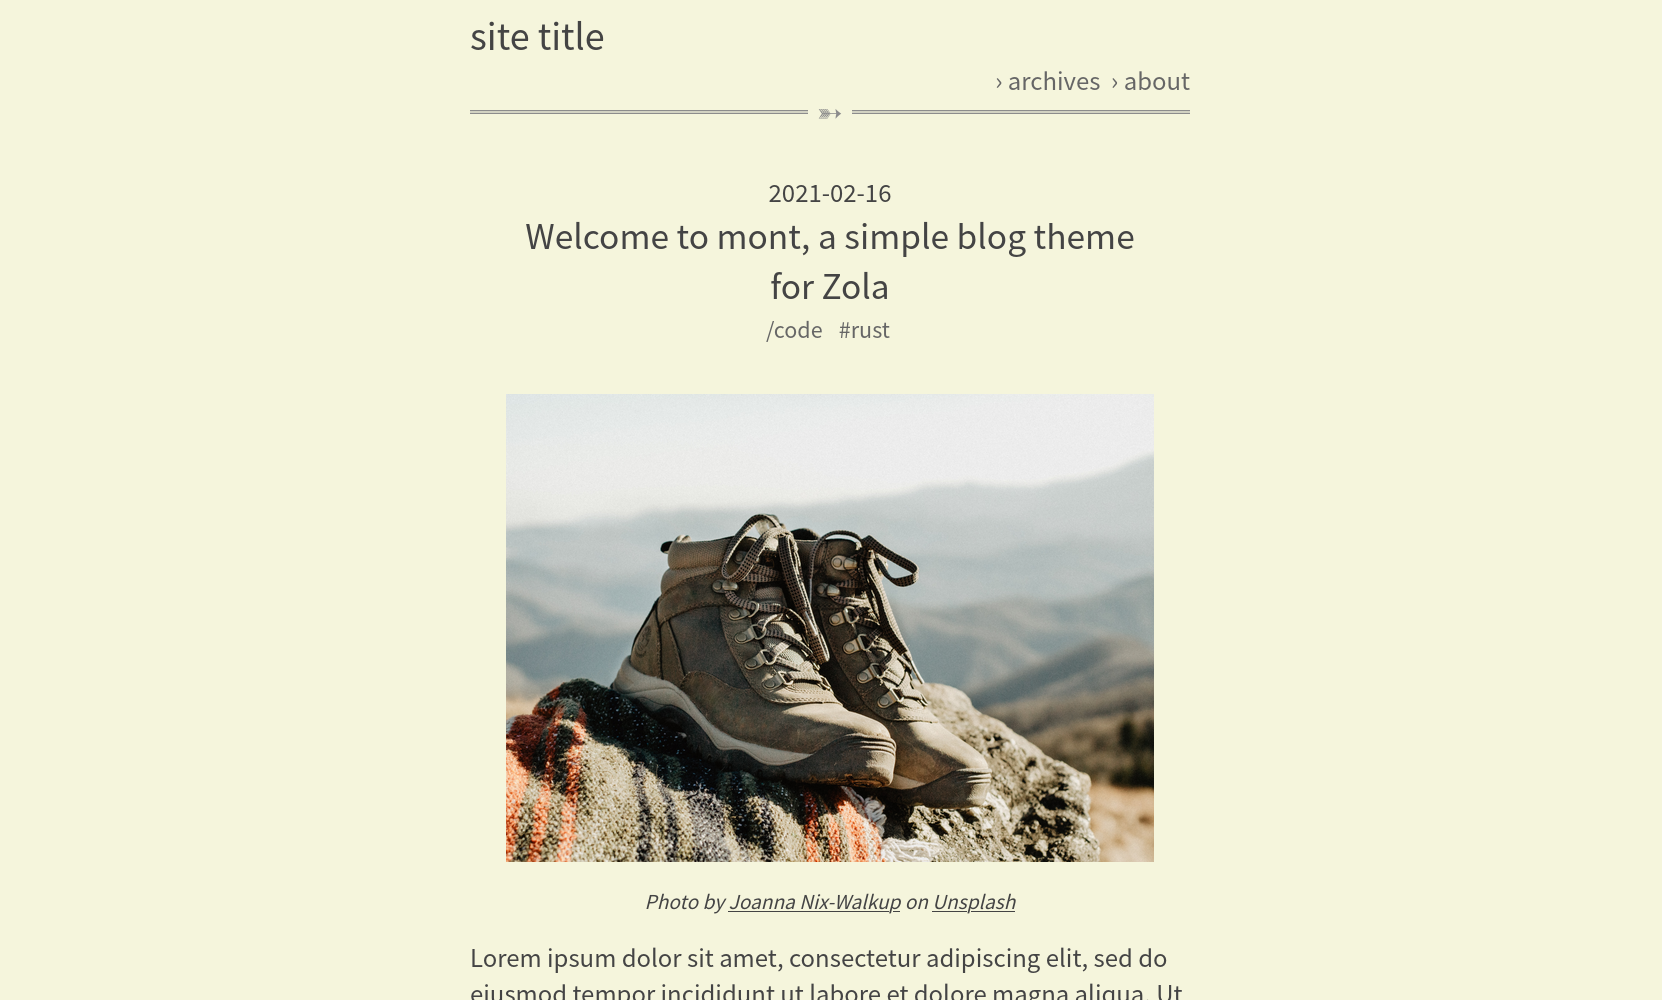 site title
› archives › about
➳
2021-02-16
Welcome to mont, a simple blog theme
for Zola
/code #rust
Photo by Joanna Nix-Walkup on Unsplash
Lorem ipsum dolor sit amet, consectetur adipiscing elit, sed do
eiusmod tempor incididunt ut labore et dolore magna aliqua. Ut